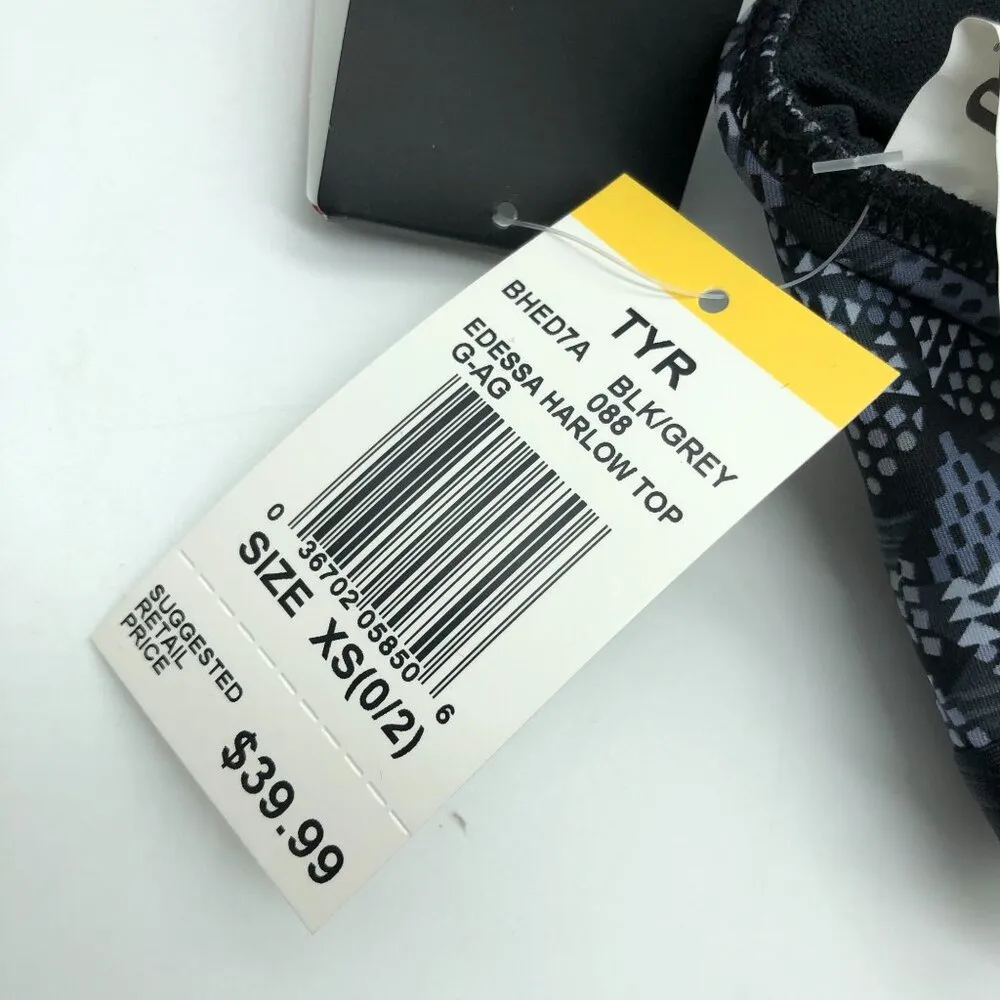 TYR
BHED7A BLK/GREY
088
EDESSA HARLOW TOP
G-AG
0 36702 05850 6
SIZE XS(0/2)
SUGGESTED
RETAIL
PRICE
$39.99